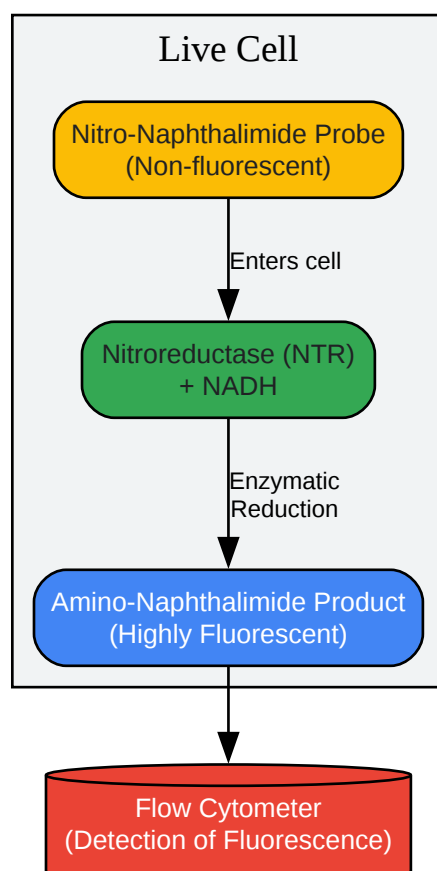 Live Cell
Nitro-Naphthalimide Probe
(Non-fluorescent)
Enters cell
Nitroreductase (NTR)
+ NADH
Enzymatic
Reduction
Amino-Naphthalimide Product
(Highly Fluorescent)
Flow Cytometer
(Detection of Fluorescence)